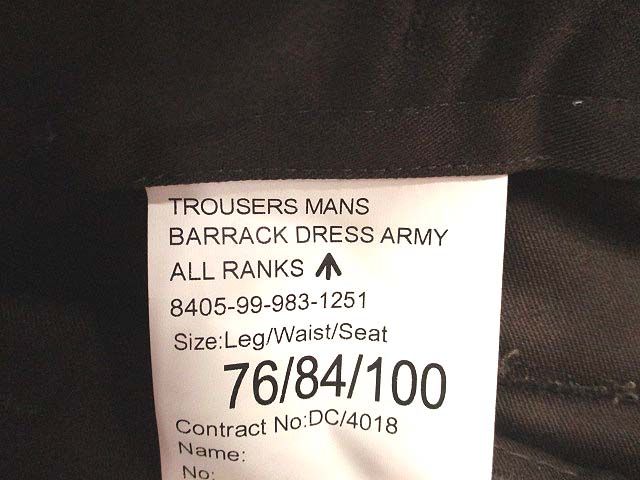 TROUSERS MANS
BARRACK DRESS ARMY
ALL RANKS
8405-99-983-1251
Size:Leg/Waist/Seat
76/84/100
Contract No:DC/4018
Name:
No: